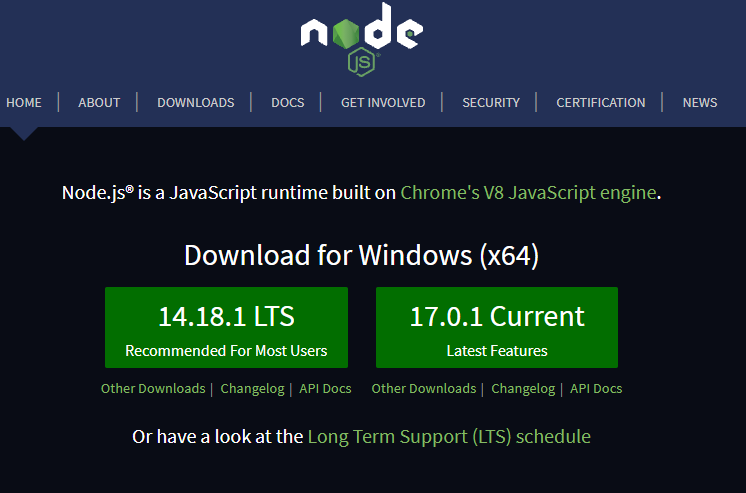 node
JS®
HOME | ABOUT | DOWNLOADS | DOCS | GET INVOLVED | SECURITY | CERTIFICATION | NEWS
Node.js® is a JavaScript runtime built on Chrome's V8 JavaScript engine.
Download for Windows (x64)
14.18.1 LTS
Recommended For Most Users
17.0.1 Current
Latest Features
Other Downloads | Changelog | API Docs
Other Downloads | Changelog | API Docs
Or have a look at the Long Term Support (LTS) schedule